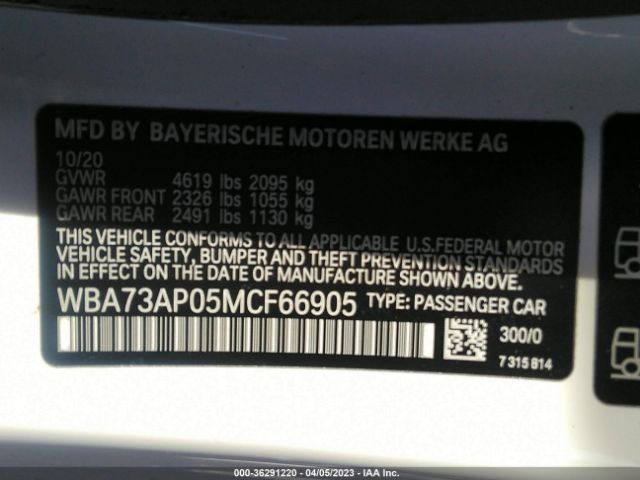 MFD BY BAYERISCHE MOTOREN WERKE AG
10/20
GVWR 4619 lbs 2095 kg
GAWR FRONT 2326 lbs 1055 kg
GAWR REAR 2491 lbs 1130 kg
THIS VEHICLE CONFORMS TO ALL APPLICABLE U.S.FEDERAL MOTOR
VEHICLE SAFETY, BUMPER AND THEFT PREVENTION STANDARDS
IN EFFECT ON THE DATE OF MANUFACTURE SHOWN ABOVE.
WBA73AP05MCF66905 TYPE: PASSENGER CAR
300/0
7 315 814
000-36291220 - 04/05/2023 - IAA Inc.